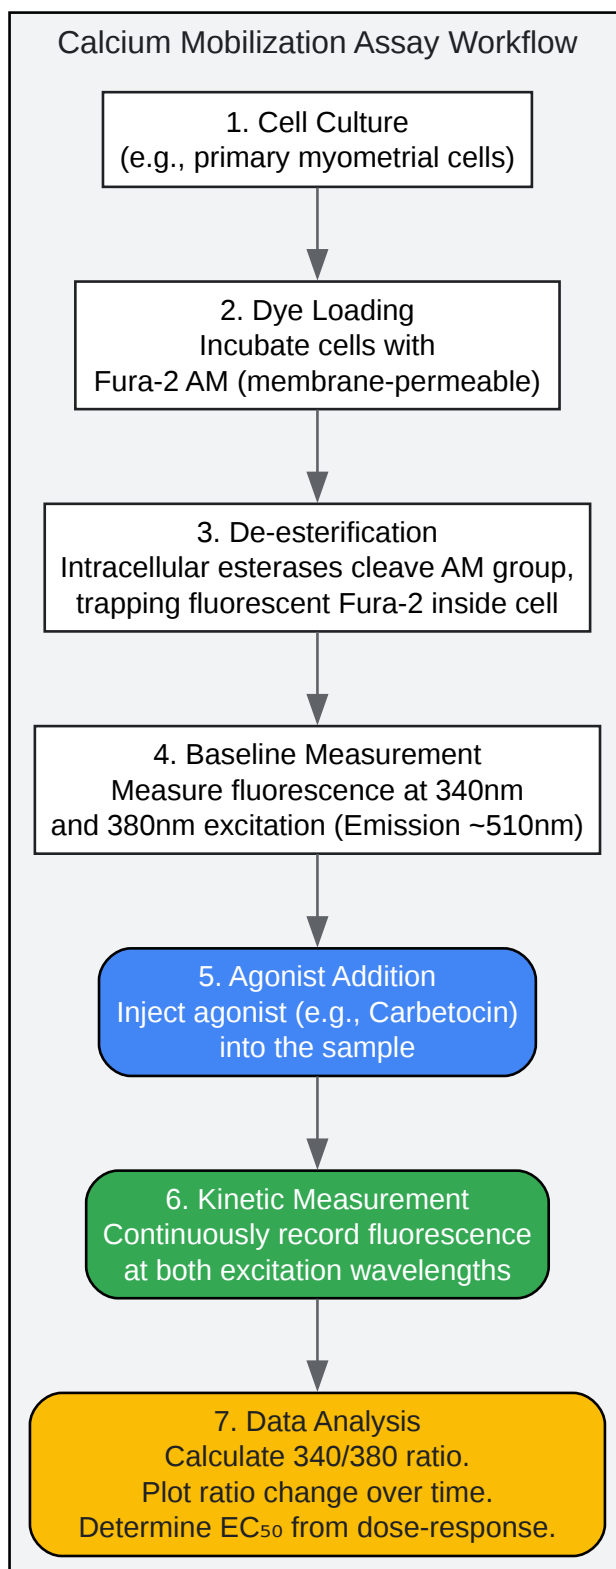 Calcium Mobilization Assay Workflow
1. Cell Culture
(e.g., primary myometrial cells)
2. Dye Loading
Incubate cells with
Fura-2 AM (membrane-permeable)
3. De-esterification
Intracellular esterases cleave AM group,
trapping fluorescent Fura-2 inside cell
4. Baseline Measurement
Measure fluorescence at 340nm
and 380nm excitation (Emission ~510nm)
5. Agonist Addition
Inject agonist (e.g., Carbetocin)
into the sample
6. Kinetic Measurement
Continuously record fluorescence
at both excitation wavelengths
7. Data Analysis
Calculate 340/380 ratio.
Plot ratio change over time.
Determine EC₅₀ from dose-response.